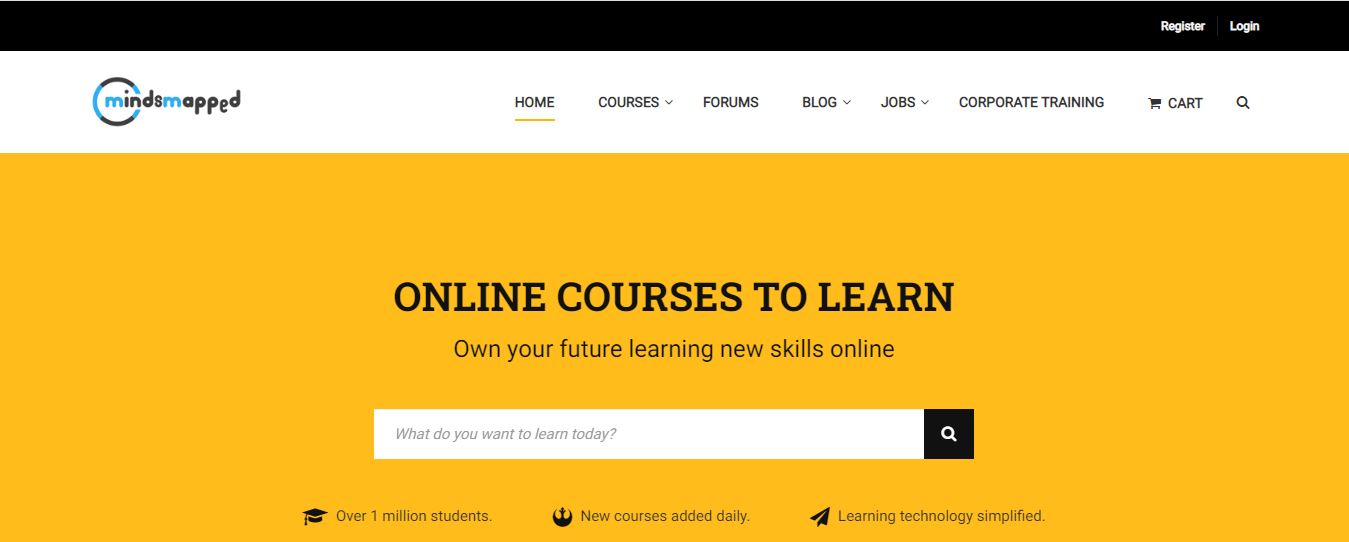 Register Login
mindsmapped
HOME COURSES FORUMS BLOG JOBS CORPORATE TRAINING CART
ONLINE COURSES TO LEARN
Own your future learning new skills online
What do you want to learn today?
Over 1 million students. New courses added daily. Learning technology simplified.